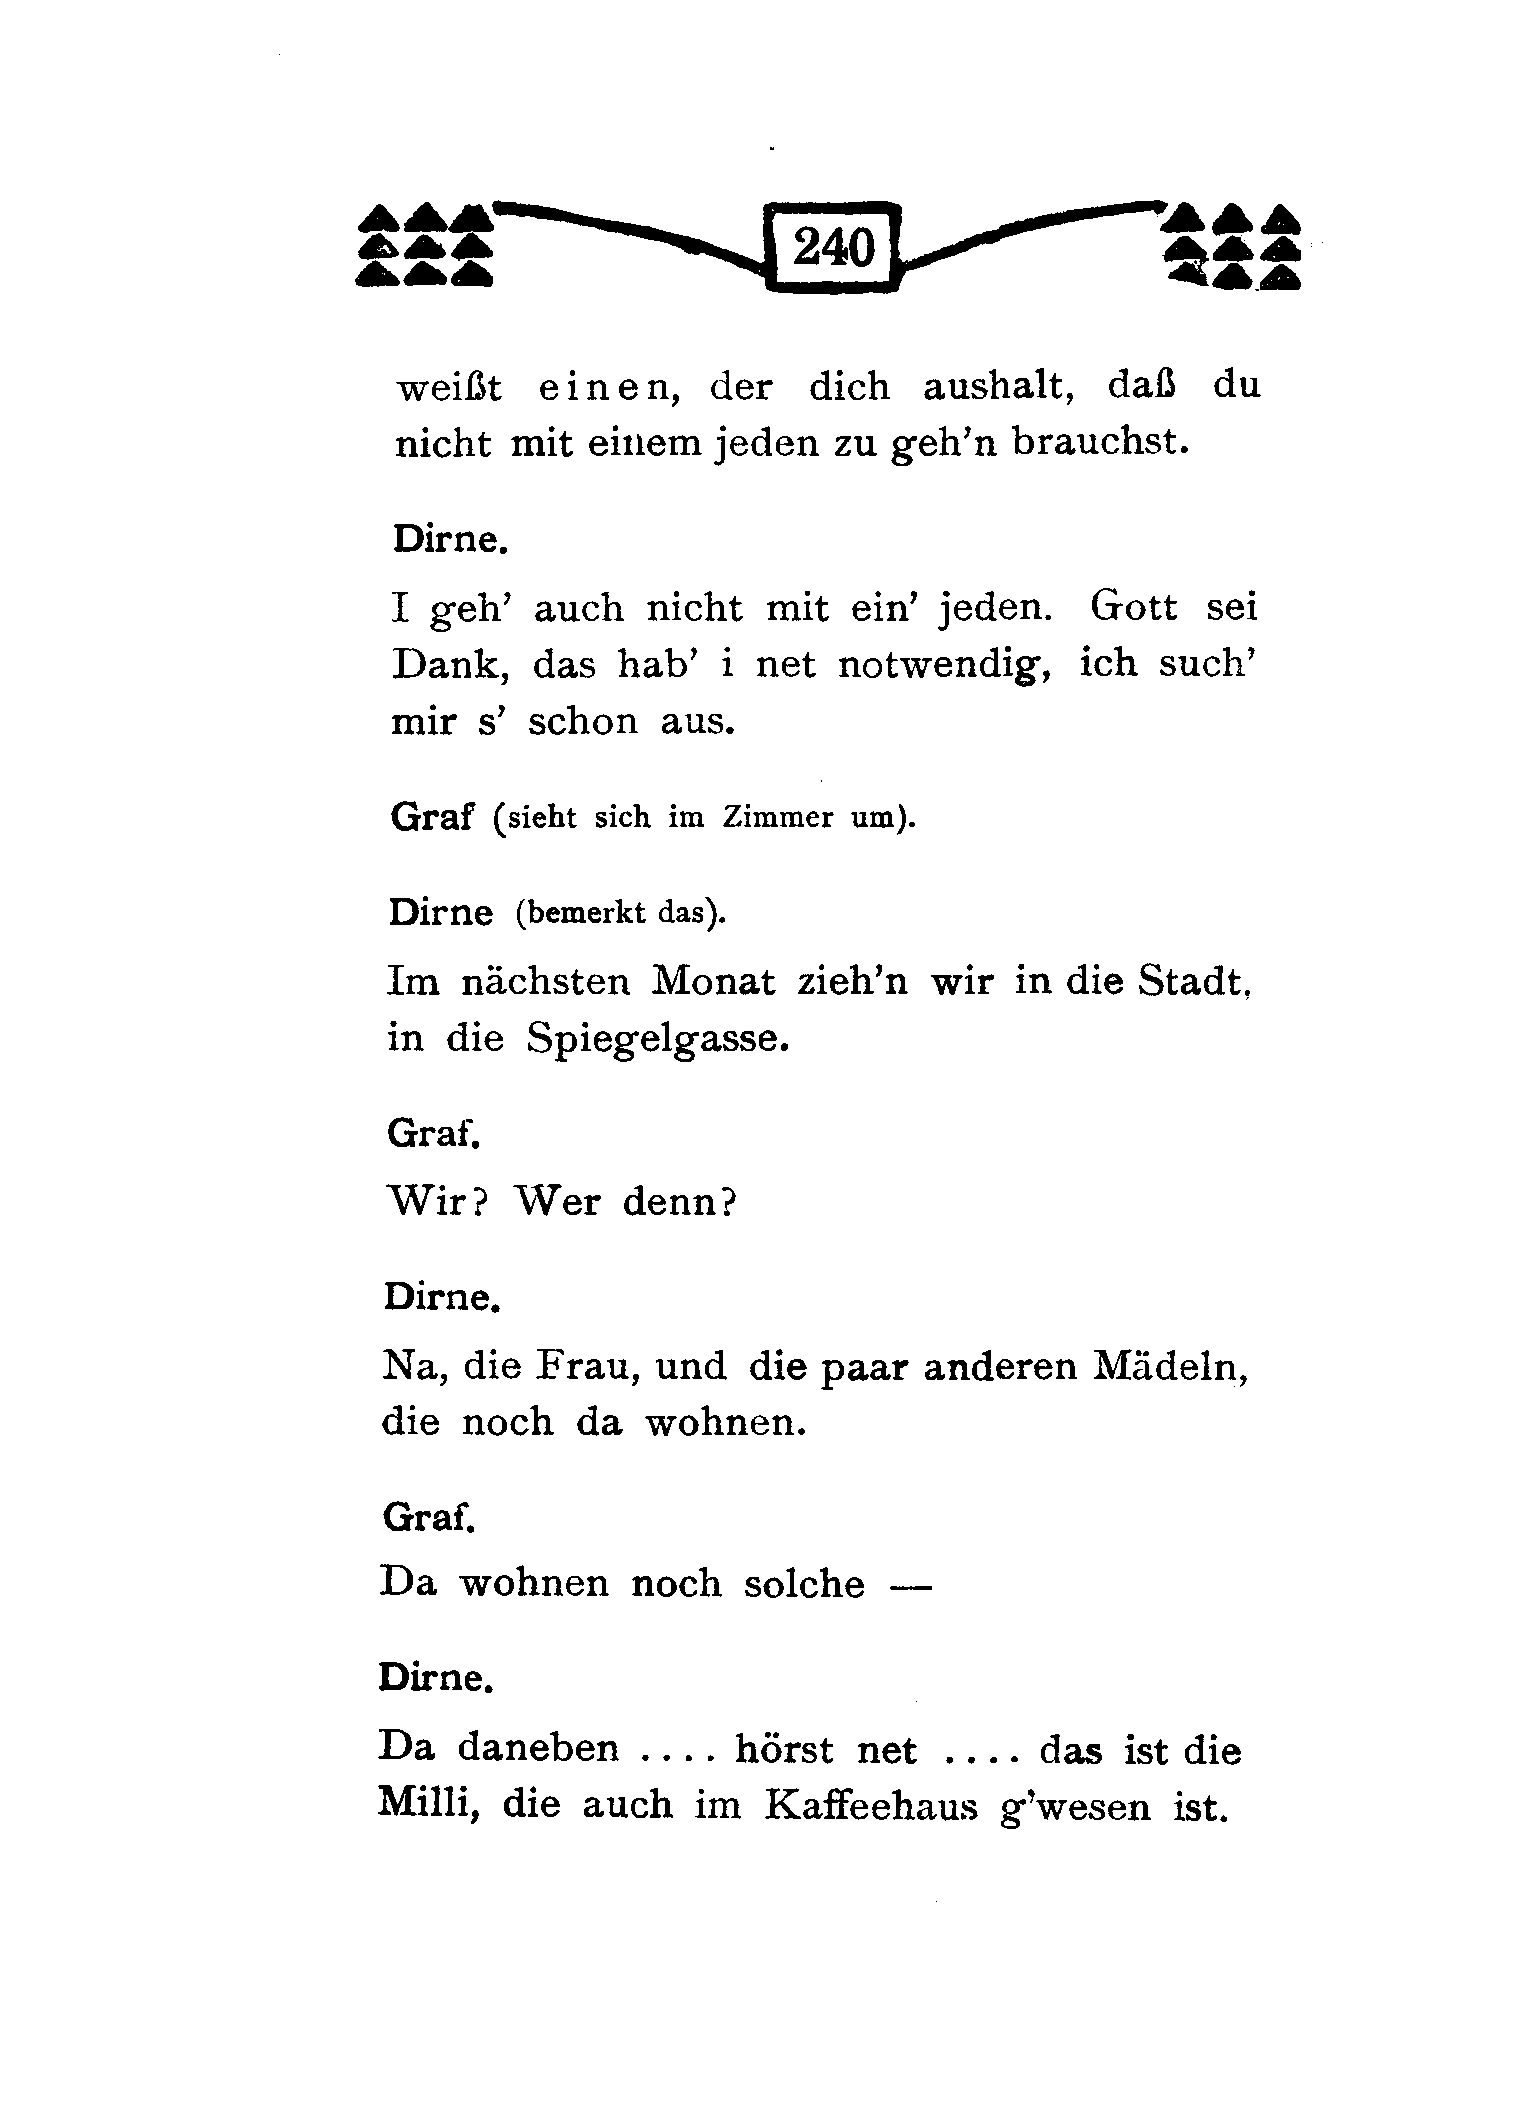 240
weißt einen, der dich aushalt, daß du
nicht mit einem jeden zu geh’n brauchst.
Dirne.
I geh’ auch nicht mit ein’ jeden. Gott sei
Dank, das hab’ i net notwendig, ich such’
mir s’ schon aus.
Graf (sieht sich im Zimmer um).
Dirne (bemerkt das).
Im nächsten Monat zieh’n wir in die Stadt,
in die Spiegelgasse.
Graf.
Wir? Wer denn?
Dirne.
Na, die Frau, und die paar anderen Mädeln,
die noch da wohnen.
Graf.
Da wohnen noch solche —
Dirne.
Da daneben .... hörst net .... das ist die
Milli, die auch im Kaffeehaus g’wesen ist.